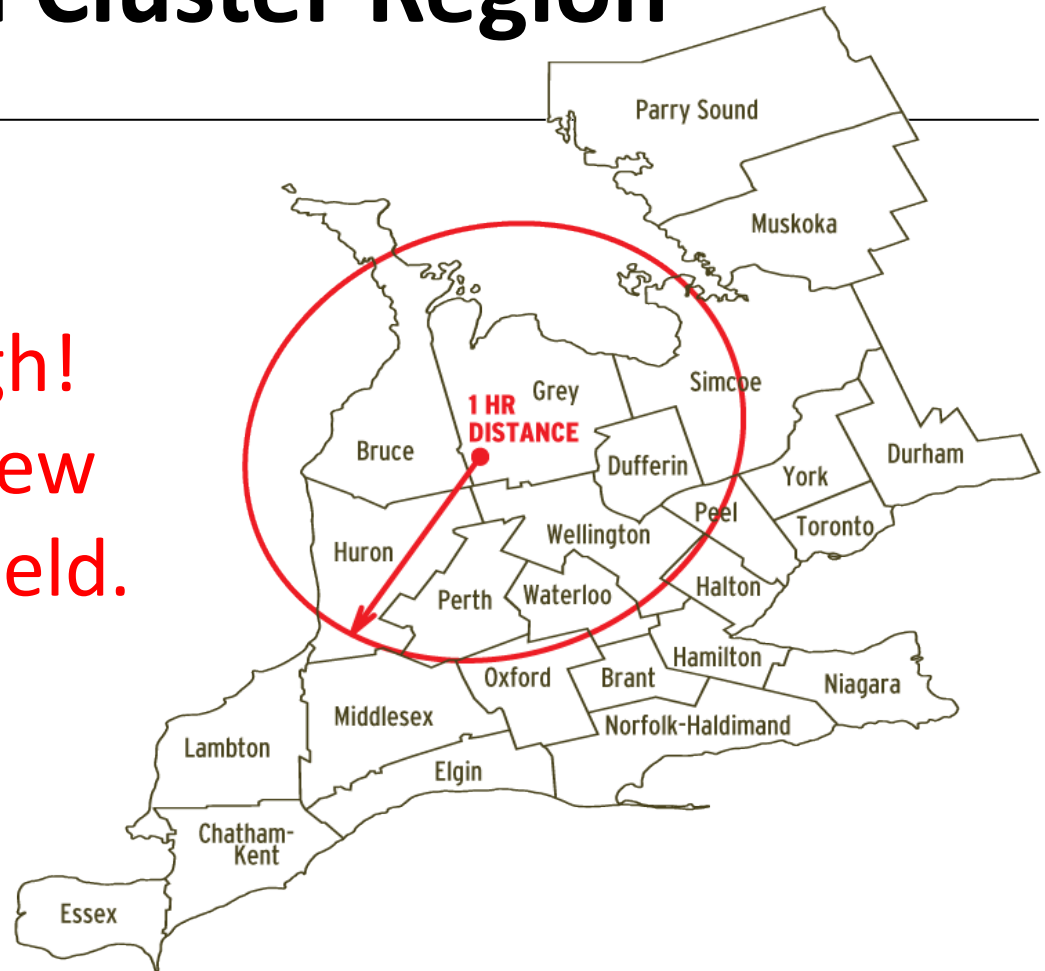 Cluster Region
Parry Sound
Muskoka
gh!
ew
eld.
Simcoe
Grey
1 HR
DISTANCE
Bruce
Dufferin
Durham
York
Peel
Toronto
Wellington
Huron
Halton
Waterloo
Perth
Hamilton
Oxford
Brant
Niagara
Middlesex
Norfolk-Haldimand
Lambton
Elgin
Chatham-
Kent
Essex